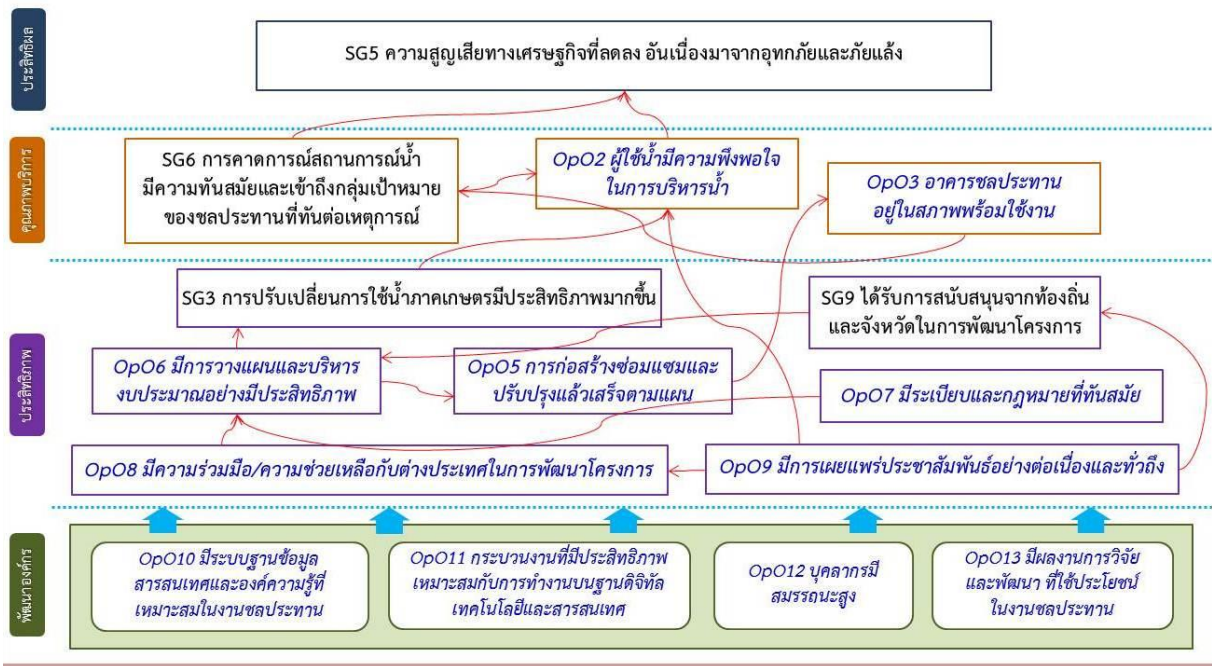 ประสิทธิผล
SG5 ความสูญเสียทางเศรษฐกิจที่ลดลง อันเนื่องมาจากอุทกภัยและภัยแล้ง
คุณภาพบริการ
SG6 การคาดการณ์สถานการณ์น้ำ
มีความทันสมัยและเข้าถึงกลุ่มเป้าหมาย
ของชลประทานที่ทันต่อเหตุการณ์
OpO2 ผู้ใช้น้ำมีความพึงพอใจ
ในการบริหารน้ำ
OpO3 อาคารชลประทาน
อยู่ในสภาพพร้อมใช้งาน
ประสิทธิภาพ
SG3 การปรับเปลี่ยนการใช้น้ำภาคเกษตรมีประสิทธิภาพมากขึ้น
SG9 ได้รับการสนับสนุนจากท้องถิ่น
และจังหวัดในการพัฒนาโครงการ
OpO6 มีการวางแผนและบริหาร
งบประมาณอย่างมีประสิทธิภาพ
OpO5 การก่อสร้างซ่อมแซมและ
ปรับปรุงแล้วเสร็จตามแผน
OpO7 มีระเบียบและกฎหมายที่ทันสมัย
OpO8 มีความร่วมมือ/ความช่วยเหลือกับต่างประเทศในการพัฒนาโครงการ
OpO9 มีการเผยแพร่ประชาสัมพันธ์อย่างต่อเนื่องและทั่วถึง
พัฒนาองค์กร
OpO10 มีระบบฐานข้อมูล
สารสนเทศและองค์ความรู้ที่
เหมาะสมในงานชลประทาน
OpO11 กระบวนงานที่มีประสิทธิภาพ
เหมาะสมกับการทำงานบนฐานดิจิทัล
เทคโนโลยีและสารสนเทศ
OpO12 บุคลากรมี
สมรรถนะสูง
OpO13 มีผลงานการวิจัย
และพัฒนา ที่ใช้ประโยชน์
ในงานชลประทาน